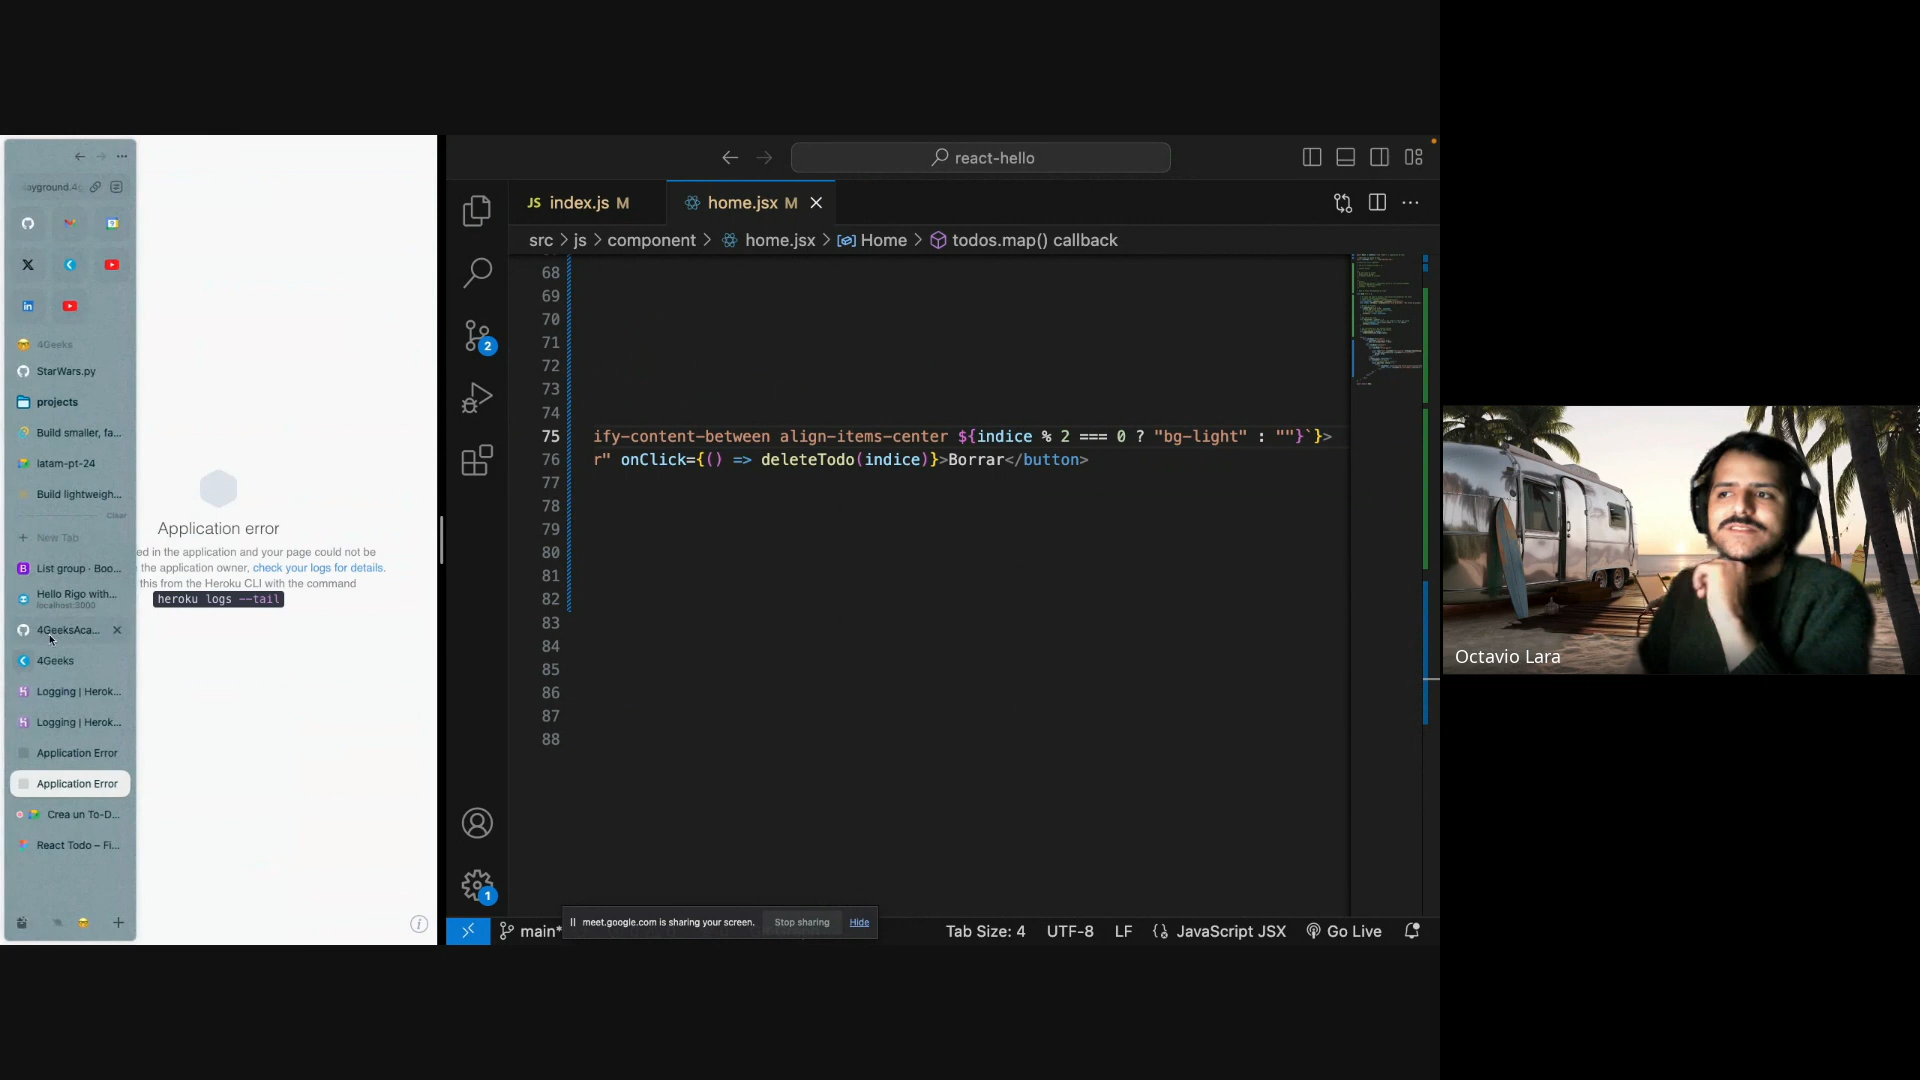 ayground.4g
4Geeks
StarWars.py
projects
Build smaller, fa...
latam-pt-24
Build lightweigh...
Clear
New Tab
List group · Boo...
Hello Rigo with...
localhost:3000
4GeeksAca...
4Geeks
Logging | Herok...
Logging | Herok...
Application Error
Application Error
Crea un To-D...
React Todo – Fi...
Application error
ed in the application and your page could not be
the application owner, check your logs for details.
this from the Heroku CLI with the command
heroku logs --tail
react-hello
JS index.js M
home.jsx M
src > js > component > home.jsx > Home > todos.map() callback
68
69
70
71
72
73
74
75 ify-content-between align-items-center ${indice % 2 === 0 ? "bg-light" : ""}`}>
76 r" onClick={() => deleteTodo(indice)}>Borrar</button>
77
78
79
80
81
82
83
84
85
86
87
88
2
1
meet.google.com is sharing your screen. Stop sharing Hide
main* Tab Size: 4 UTF-8 LF JavaScript JSX Go Live
Octavio Lara